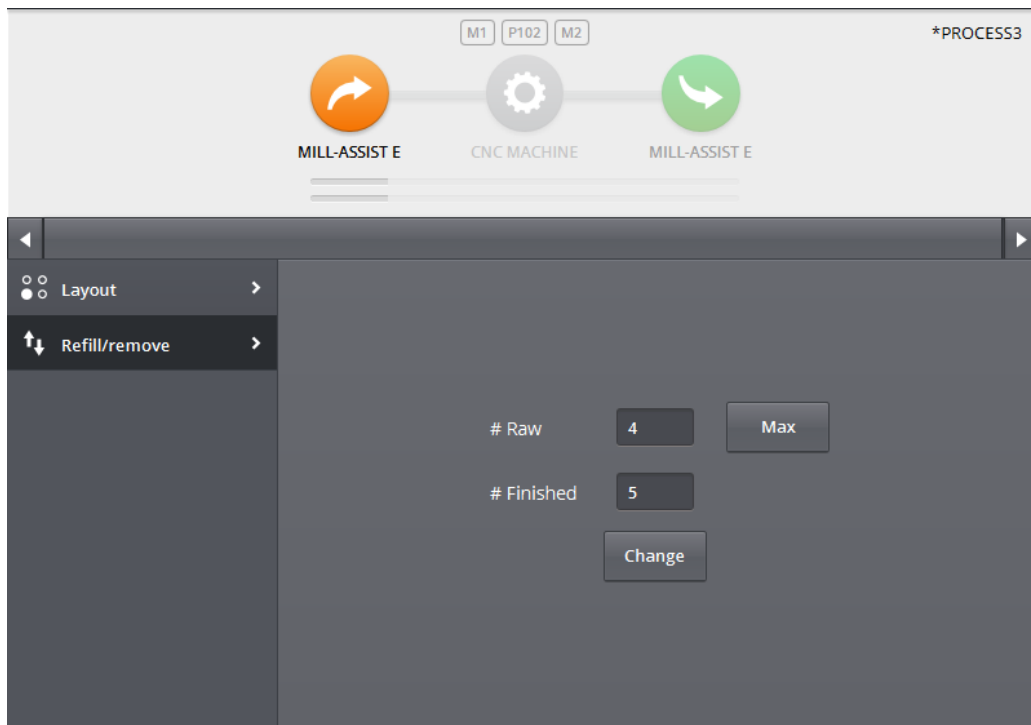 M1 P102 M2
*PROCESS3
MILL-ASSIST E
CNC MACHINE
MILL-ASSIST E
Layout
Refill/remove
# Raw 4 Max
# Finished 5
Change